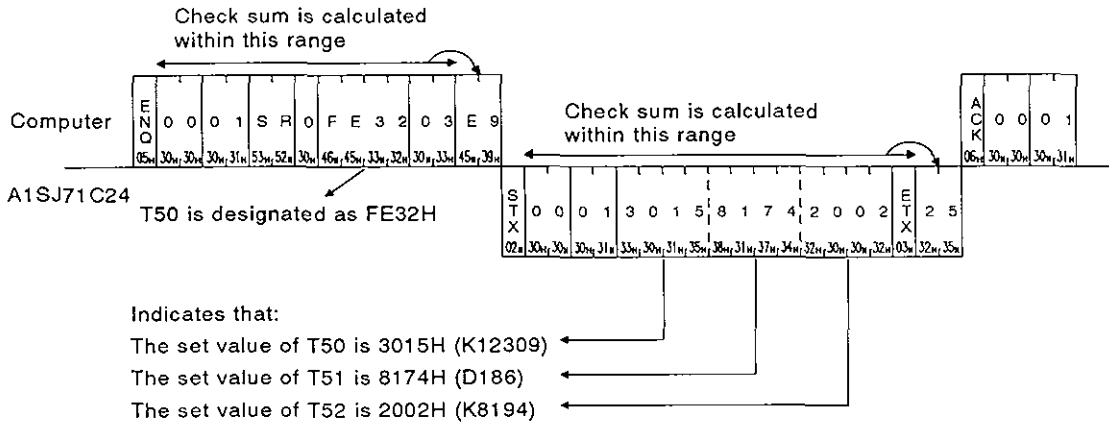 Check sum is calculated
within this range
Check sum is calculated
within this range
Computer
ENQ 0 0 0 1 S R 0 F E 3 2 0 3 E 9
05H 30H 30H 30H 31H 53H 52H 30H 46H 45H 33H 32H 30H 33H 45H 39H
ACK 0 0 0 1
06H 30H 30H 30H 31H
A1SJ71C24
T50 is designated as FE32H
STX 0 0 0 1 3 0 1 5 8 1 7 4 2 0 0 2 ETX 2 5
02H 30H 30H 30H 31H 33H 30H 31H 35H 38H 31H 37H 34H 32H 30H 30H 32H 03H 32H 35H
Indicates that:
The set value of T50 is 3015H (K12309)
The set value of T51 is 8174H (D186)
The set value of T52 is 2002H (K8194)